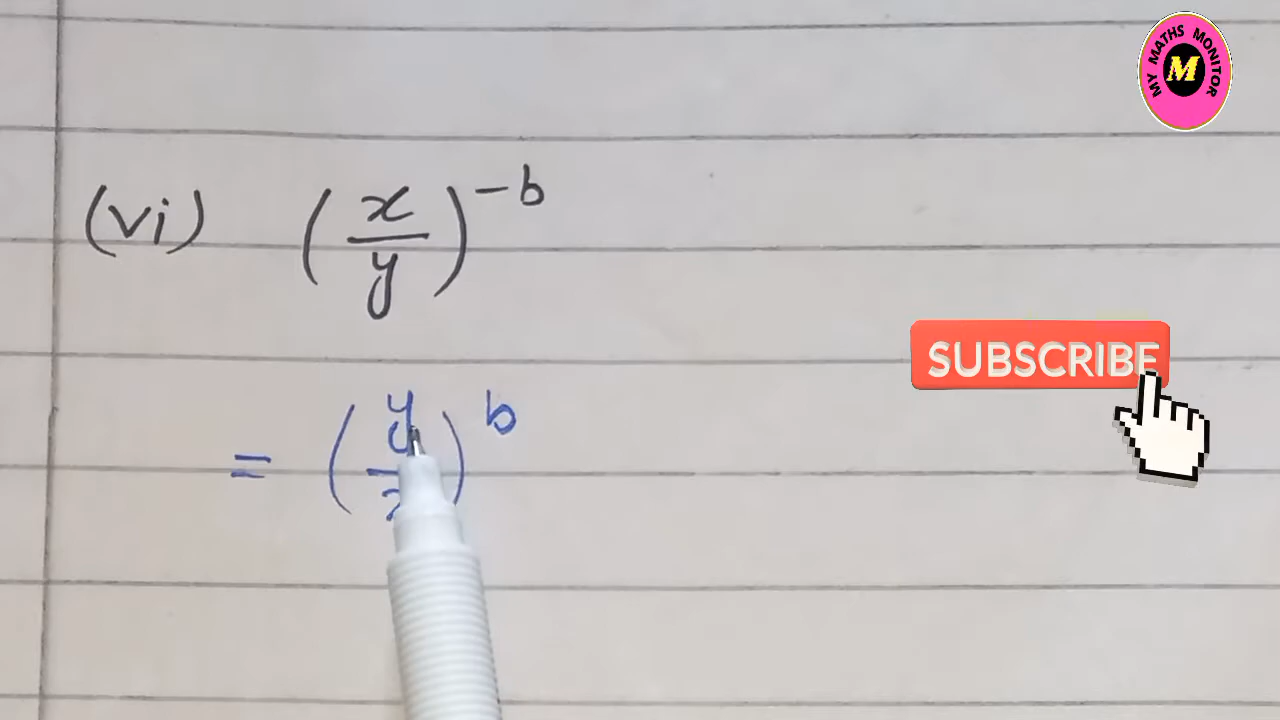 MY MATHS MONITOR
M
(vi) (x/y)^-b
SUBSCRIBE
= (y/x)^b